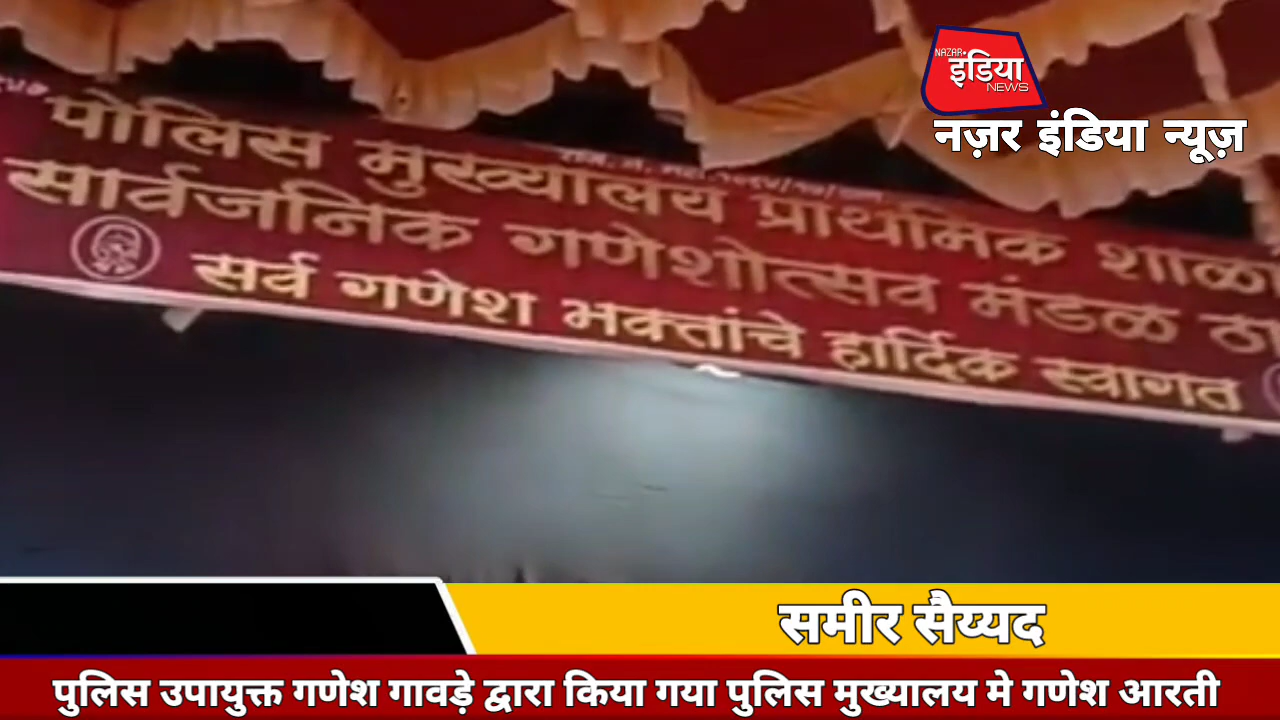 NAZAR
इंडिया
NEWS
नज़र इंडिया न्यूज़
पोलिस मुख्यालय प्राथमिक शाळा
सार्वजनिक गणेशोत्सव मंडळ
सर्व गणेश भक्तांचे हार्दिक स्वागत
समीर सैय्यद
पुलिस उपायुक्त गणेश गावड़े द्वारा किया गया पुलिस मुख्यालय मे गणेश आरती